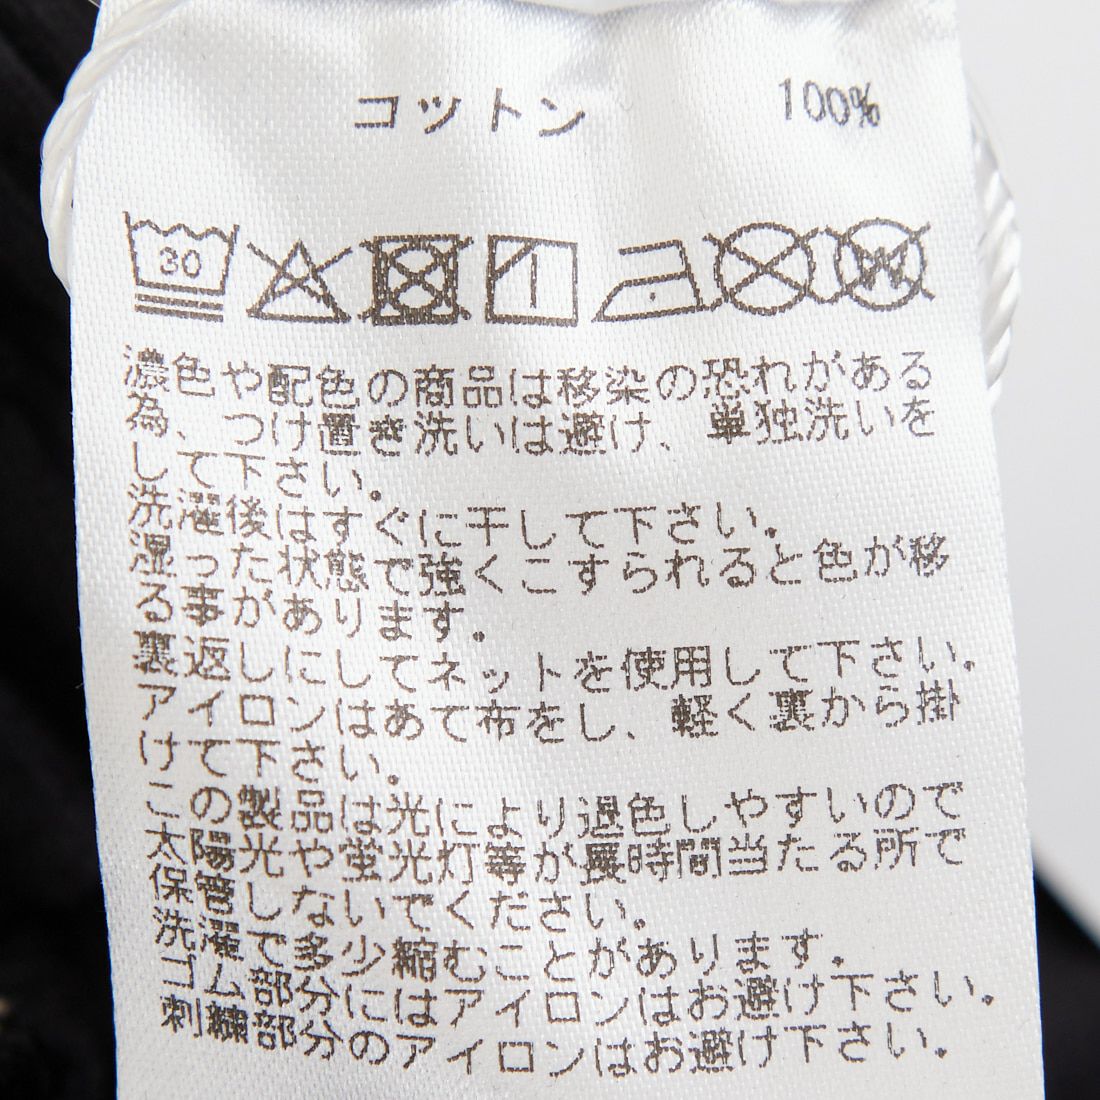 コットン 100%
30
W
濃色や配色の商品は移染の恐れがある
為、つけ置き洗いは避け、単独洗いを
して下さい。
洗濯後はすぐに干して下さい。
湿った状態で強くこすられると色が移
る事があります。
裏返しにしてネットを使用して下さい。
アイロンはあて布をし、軽く裏から掛
けて下さい。
この製品は光により過色しやすいので
太陽光や蛍光灯等が長時間当たる所で
保管しないでください。
洗濯で多少縮むことがあります。
ゴム部分にはアイロンはお避け下さい。
刺繍部分のアイロンはお避け下さい。